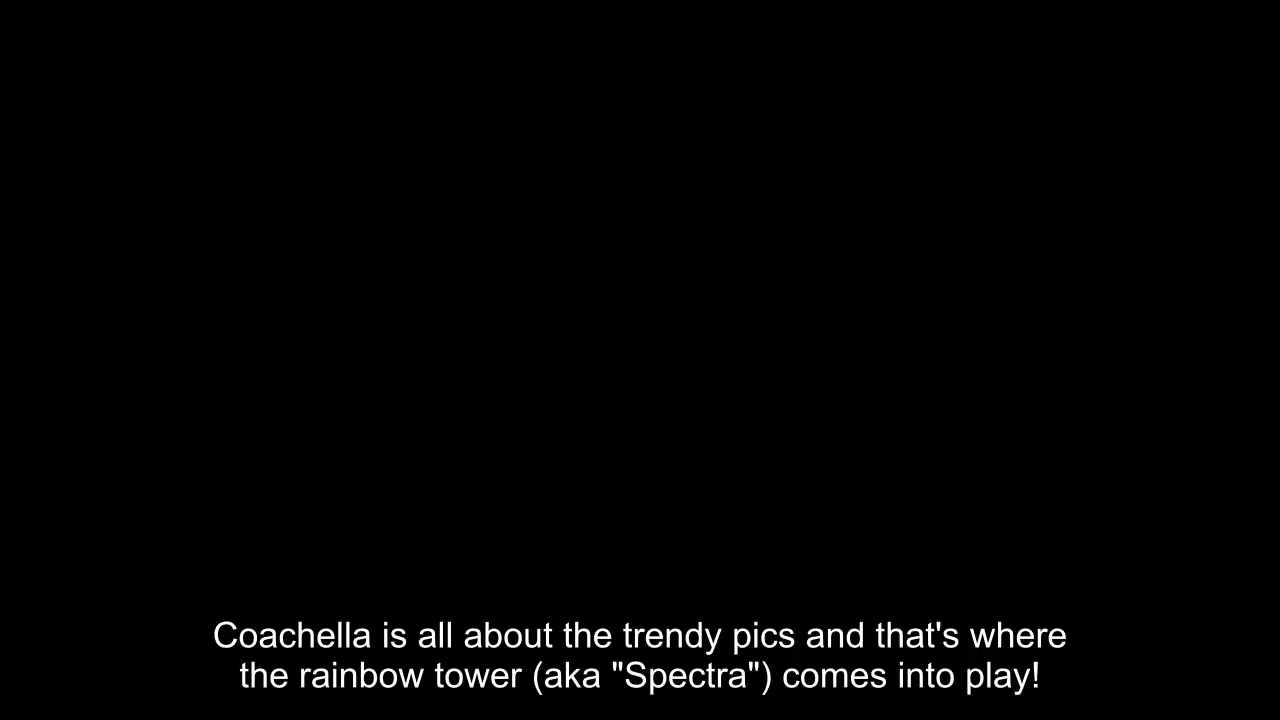 Coachella is all about the trendy pics and that's where
the rainbow tower (aka "Spectra") comes into play!